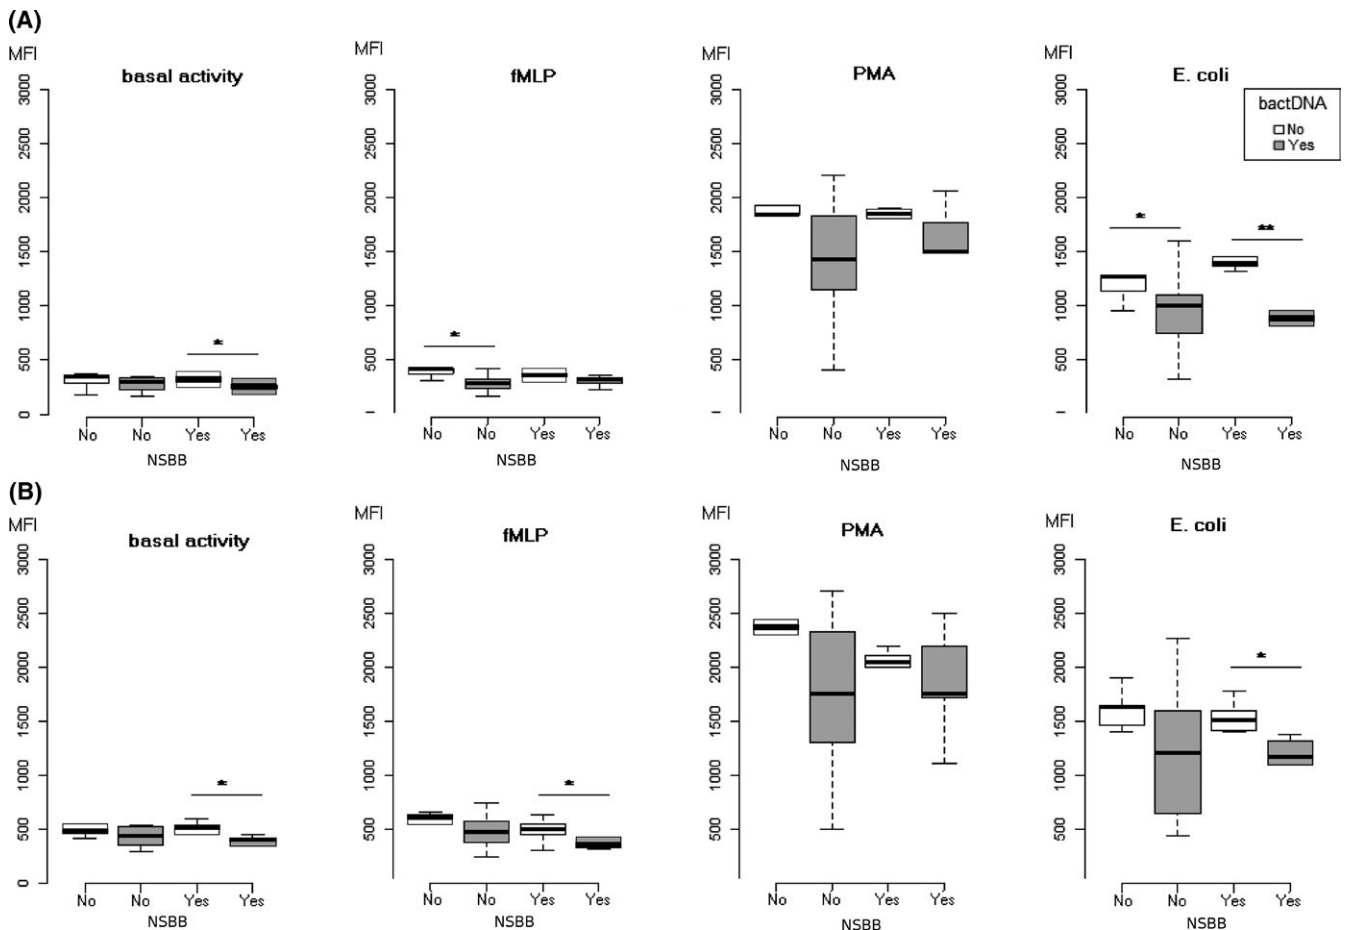 (A)
MFI
basal activity
3000
2500
2000
1500
1000
500
0
No No Yes Yes
NSBB
MFI
fMLP
3000
2500
2000
1500
1000
500
No No Yes Yes
NSBB
MFI
PMA
3000
2500
2000
1500
1000
500
No No Yes Yes
NSBB
MFI
E. coli
bactDNA
No
Yes
3000
2500
2000
1500
1000
500
*
*
*
**
No No Yes Yes
NSBB
(B)
MFI
basal activity
3000
2500
2000
1500
1000
500
0
*
No No Yes Yes
NSBB
MFI
fMLP
3000
2500
2000
1500
1000
500
*
No No Yes Yes
NSBB
MFI
PMA
3000
2500
2000
1500
1000
500
No No Yes Yes
NSBB
MFI
E. coli
3000
2500
2000
1500
1000
500
*
No No Yes Yes
NSBB